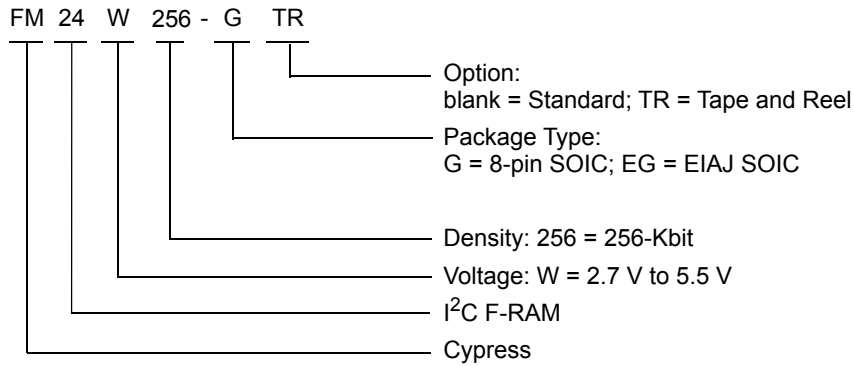 FM 24 W 256 - G TR
Option:
blank = Standard; TR = Tape and Reel
Package Type:
G = 8-pin SOIC; EG = EIAJ SOIC
Density: 256 = 256-Kbit
Voltage: W = 2.7 V to 5.5 V
I²C F-RAM
Cypress